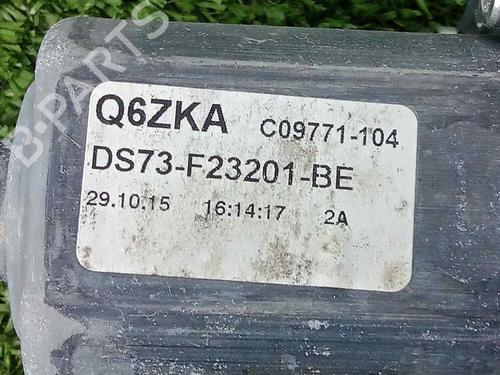 B-PARTS
Q6ZKA C09771-104
DS73-F23201-BE
29.10.15 16:14:17 2A